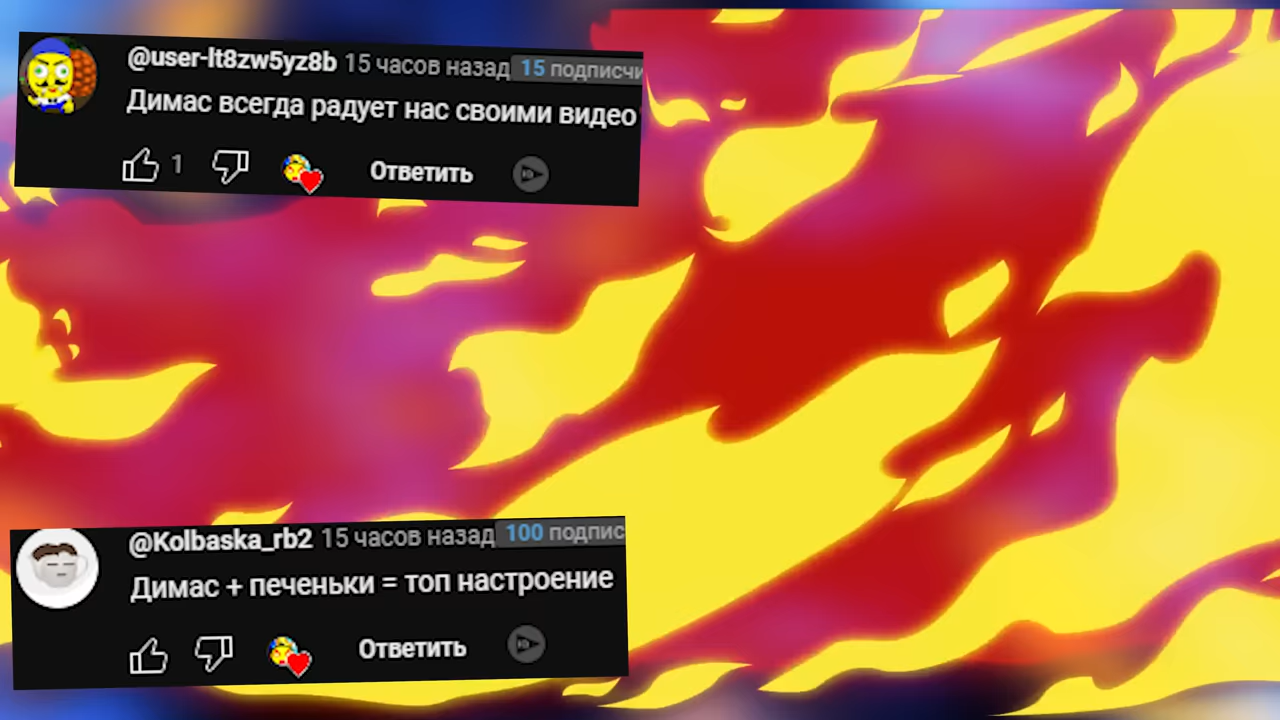 @user-lt8zw5yz8b 15 часов назад 15 подписчи
Димас всегда радует нас своими видео
1 Ответить
@Kolbaska_rb2 15 часов назад 100 подпис
Димас + печеньки = топ настроение
Ответить